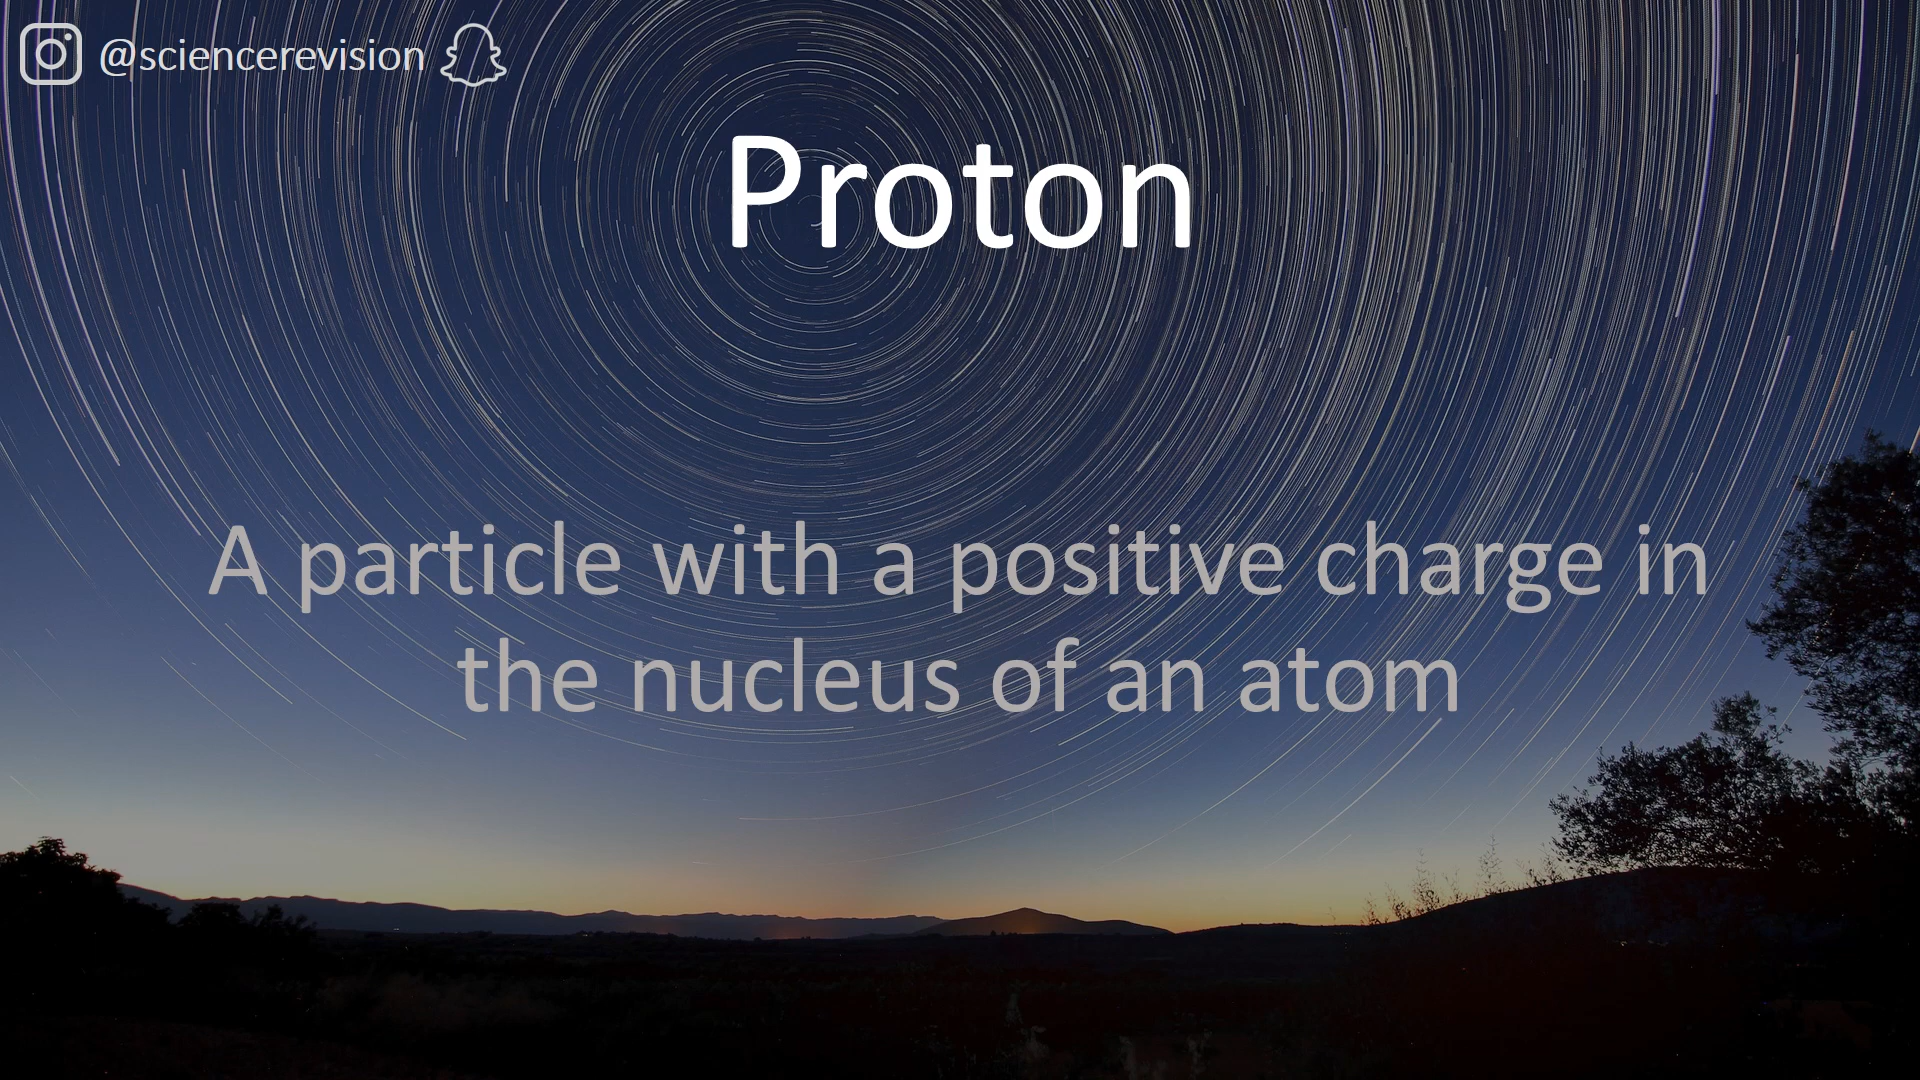 @sciencerevision
Proton
A particle with a positive charge in
the nucleus of an atom